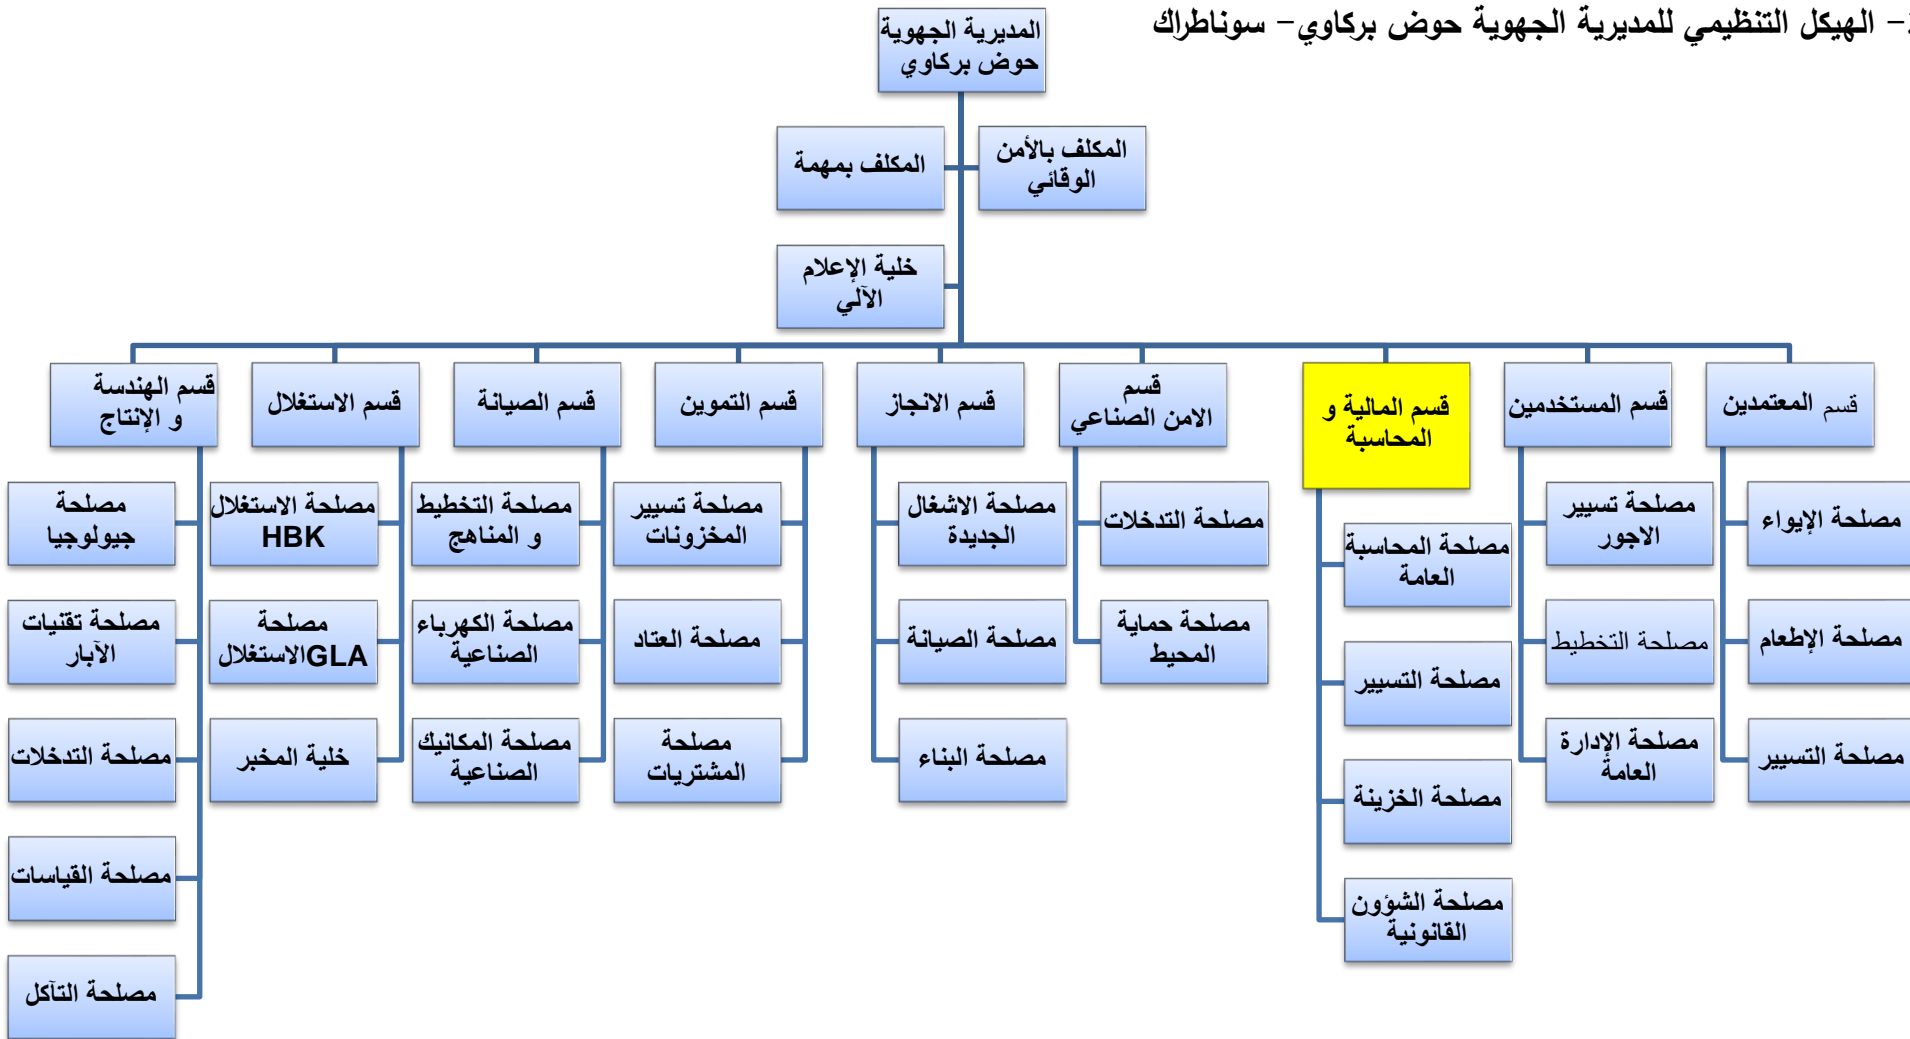 - الهيكل التنظيمي للمديرية الجهوية حوض بركاوي- سوناطراك
المديرية الجهوية
حوض بركاوي
المكلف بالأمن
الوقائي
المكلف بمهمة
خلية الإعلام
الآلي
قسم المعتمدين
قسم المستخدمين
قسم المالية و
المحاسبة
قسم
الامن الصناعي
قسم الانجاز
قسم التموين
قسم الصيانة
قسم الاستغلال
قسم الهندسة
و الإنتاج
مصلحة الإيواء
مصلحة الإطعام
مصلحة التسيير
مصلحة تسيير
الاجور
مصلحة التخطيط
مصلحة الإدارة
العامة
مصلحة المحاسبة
العامة
مصلحة التسيير
مصلحة الخزينة
مصلحة الشؤون
القانونية
مصلحة التدخلات
مصلحة حماية
المحيط
مصلحة الاشغال
الجديدة
مصلحة الصيانة
مصلحة البناء
مصلحة تسيير
المخزونات
مصلحة العتاد
مصلحة
المشتريات
مصلحة التخطيط
و المناهج
مصلحة الكهرباء
الصناعية
مصلحة المكانيك
الصناعية
مصلحة الاستغلال
HBK
مصلحة
الاستغلالGLA
خلية المخبر
مصلحة
جيولوجيا
مصلحة تقنيات
الآبار
مصلحة التدخلات
مصلحة القياسات
مصلحة التآكل